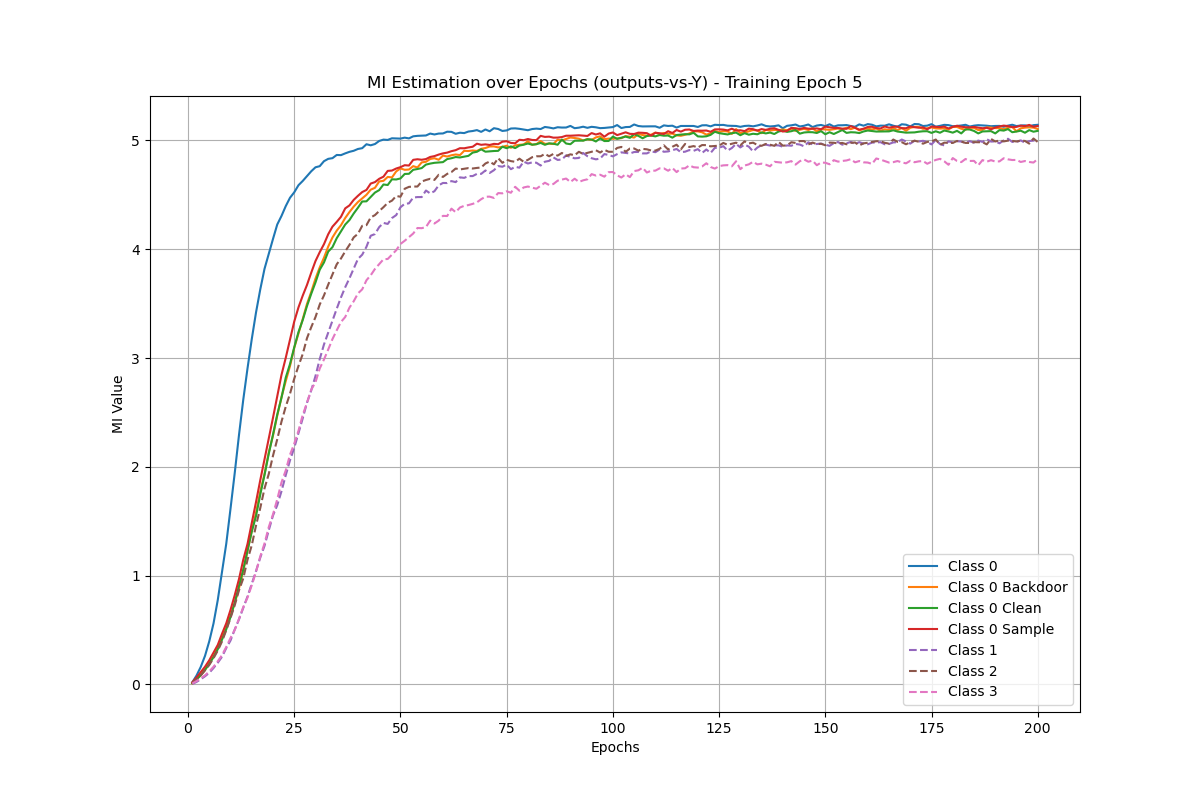 MI Estimation over Epochs (outputs-vs-Y) - Training Epoch 5
MI Value
5
4
3
2
1
0
0 25 50 75 100 125 150 175 200
Epochs
Class 0
Class 0 Backdoor
Class 0 Clean
Class 0 Sample
Class 1
Class 2
Class 3